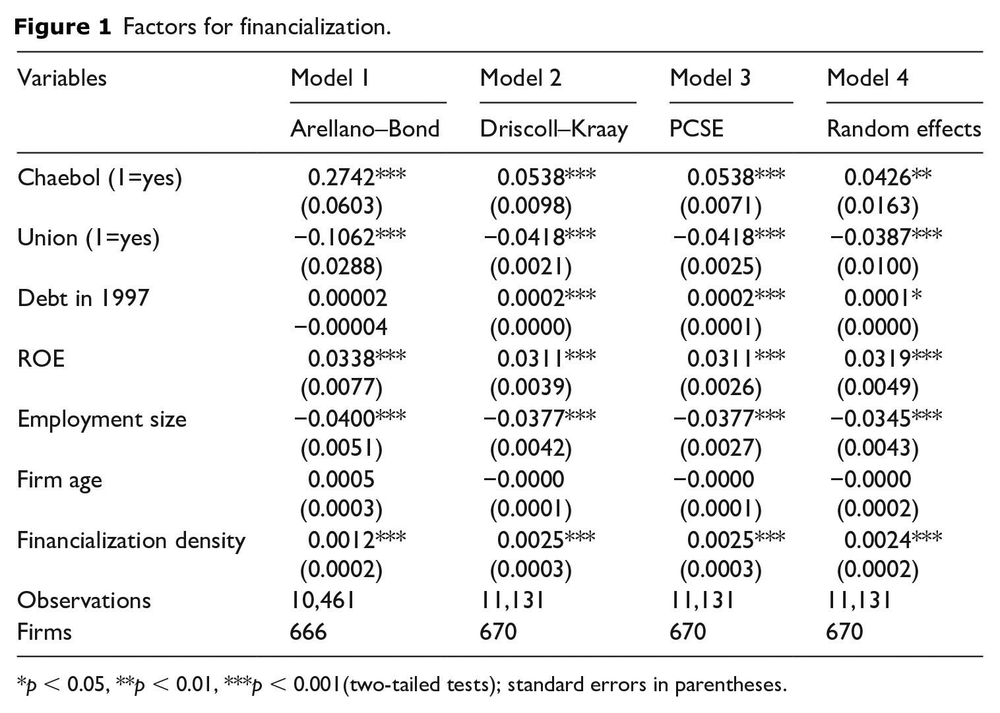 Figure 1 Factors for financialization.
Variables Model 1 Model 2 Model 3 Model 4
Arellano–Bond Driscoll–Kraay PCSE Random effects
Chaebol (1=yes) 0.2742*** 0.0538*** 0.0538*** 0.0426**
(0.0603) (0.0098) (0.0071) (0.0163)
Union (1=yes) −0.1062*** −0.0418*** −0.0418*** −0.0387***
(0.0288) (0.0021) (0.0025) (0.0100)
Debt in 1997 0.00002 0.0002*** 0.0002*** 0.0001*
−0.00004 (0.0000) (0.0001) (0.0000)
ROE 0.0338*** 0.0311*** 0.0311*** 0.0319***
(0.0077) (0.0039) (0.0026) (0.0049)
Employment size −0.0400*** −0.0377*** −0.0377*** −0.0345***
(0.0051) (0.0042) (0.0027) (0.0043)
Firm age 0.0005 −0.0000 −0.0000 −0.0000
(0.0003) (0.0001) (0.0001) (0.0002)
Financialization density 0.0012*** 0.0025*** 0.0025*** 0.0024***
(0.0002) (0.0003) (0.0003) (0.0002)
Observations 10,461 11,131 11,131 11,131
Firms 666 670 670 670
*p < 0.05, **p < 0.01, ***p < 0.001(two-tailed tests); standard errors in parentheses.